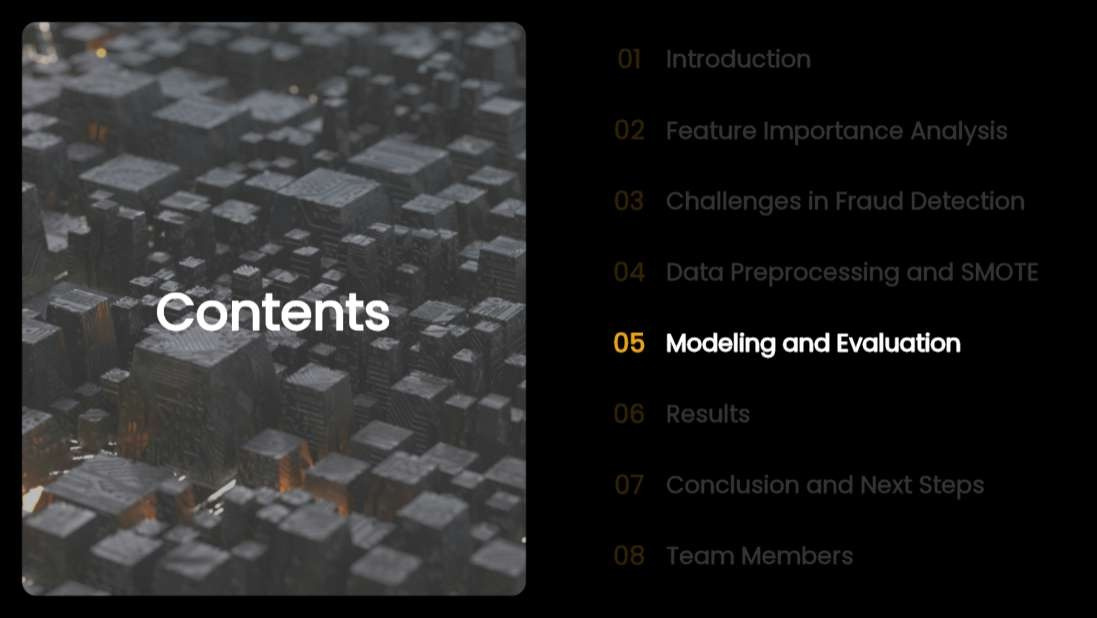 Contents
01 Introduction
02 Feature Importance Analysis
03 Challenges in Fraud Detection
04 Data Preprocessing and SMOTE
05 Modeling and Evaluation
06 Results
07 Conclusion and Next Steps
08 Team Members